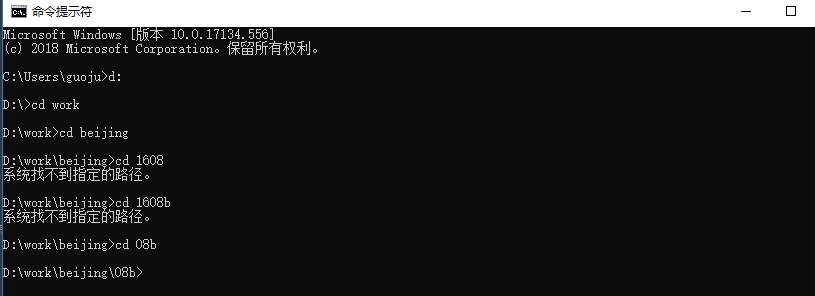 命令提示符
Microsoft Windows [版本 10.0.17134.556]
(c) 2018 Microsoft Corporation。保留所有权利。
C:\Users\guoju>d:
D:\>cd work
D:\work>cd beijing
D:\work\beijing>cd 1608
系统找不到指定的路径。
D:\work\beijing>cd 1608b
系统找不到指定的路径。
D:\work\beijing>cd 08b
D:\work\beijing\08b>